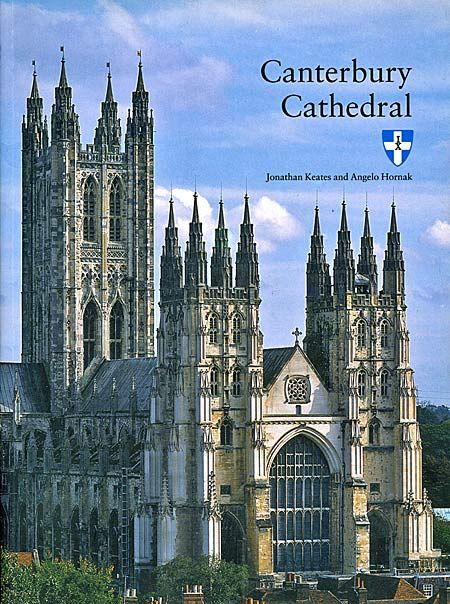 Canterbury
Cathedral
Jonathan Keates and Angelo Hornak